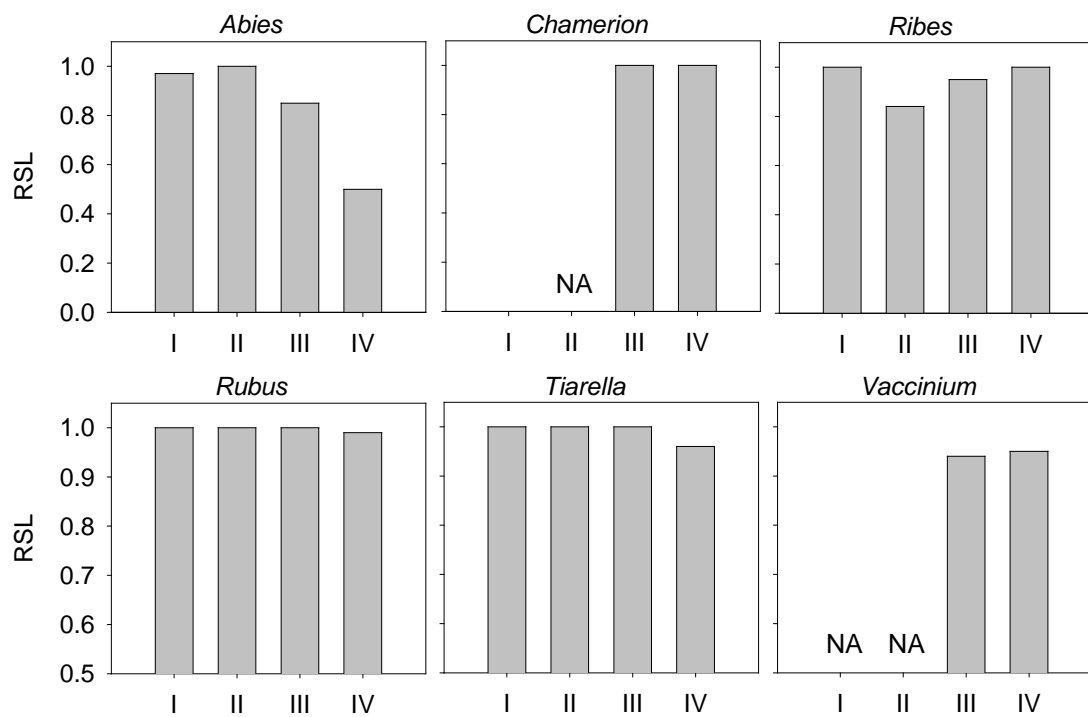 Abies Chamerion Ribes
RSL
1.0
0.8
0.6
0.4
0.2
0.0
NA
I II III IV I II III IV I II III IV
Rubus Tiarella Vaccinium
RSL
1.0
0.9
0.8
0.7
0.6
0.5
NA NA
I II III IV I II III IV I II III IV